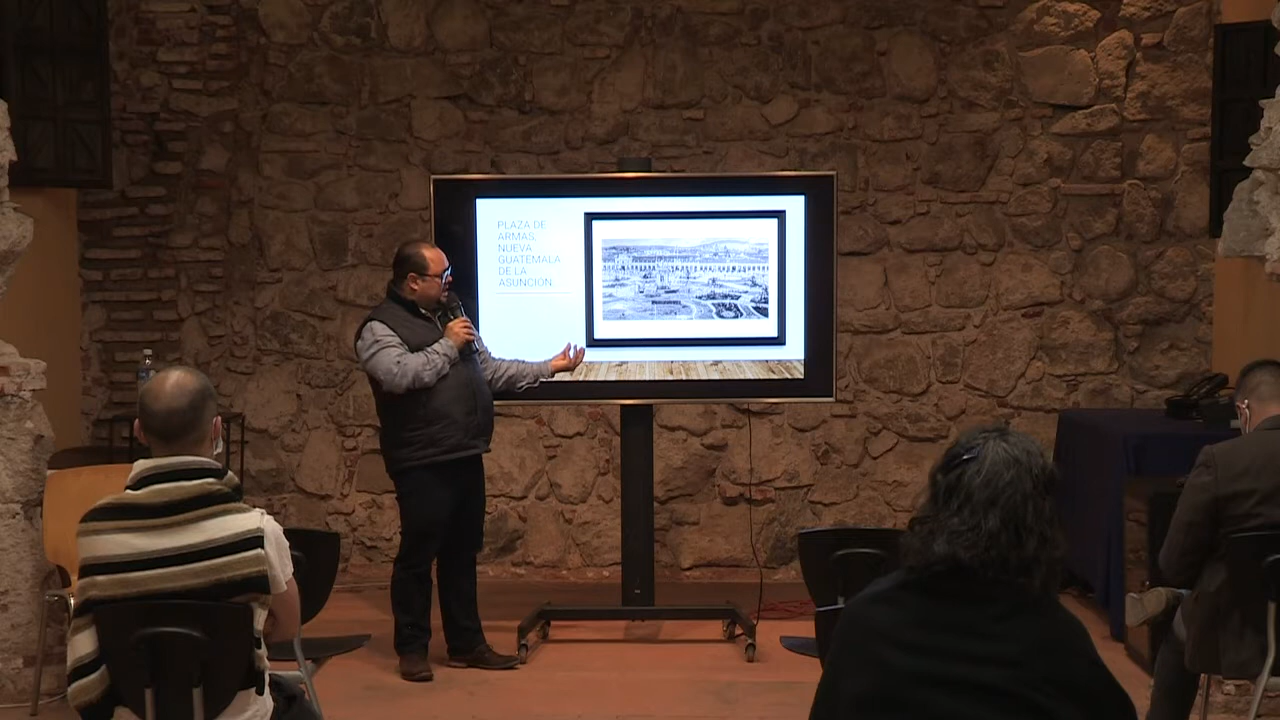 PLAZA DE
ARMAS,
NUEVA
GUATEMALA
DE LA
ASUNCIÓN